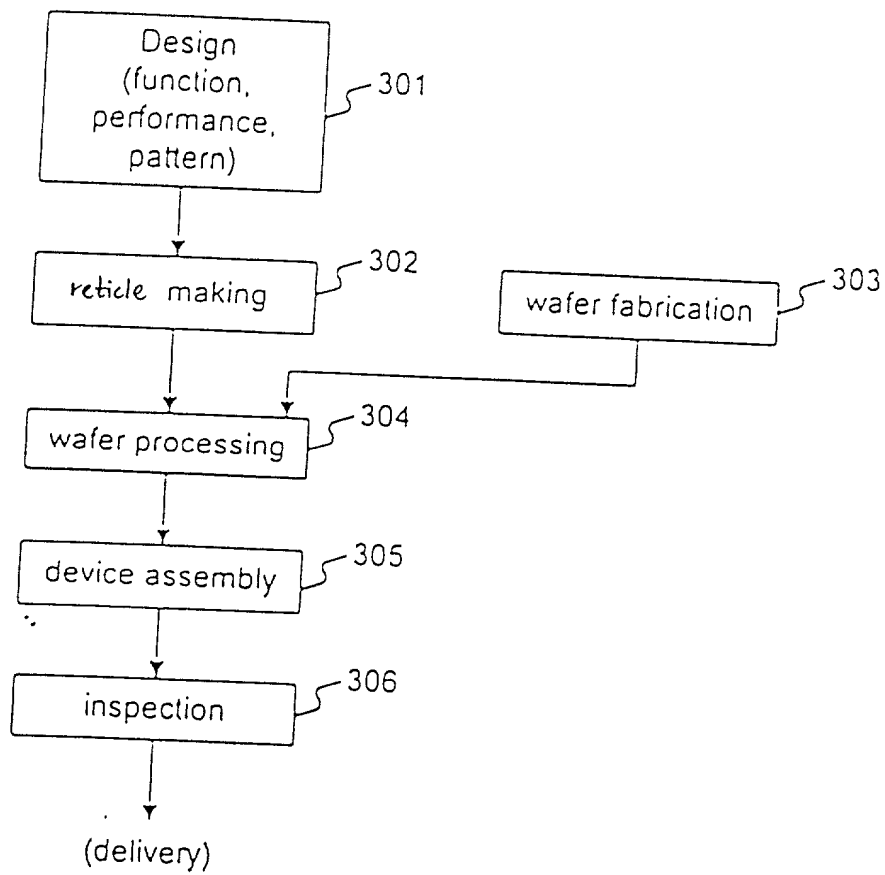 Design
(function,
performance,
pattern)
301
reticle making
302
wafer fabrication
303
wafer processing
304
device assembly
305
inspection
306
(delivery)